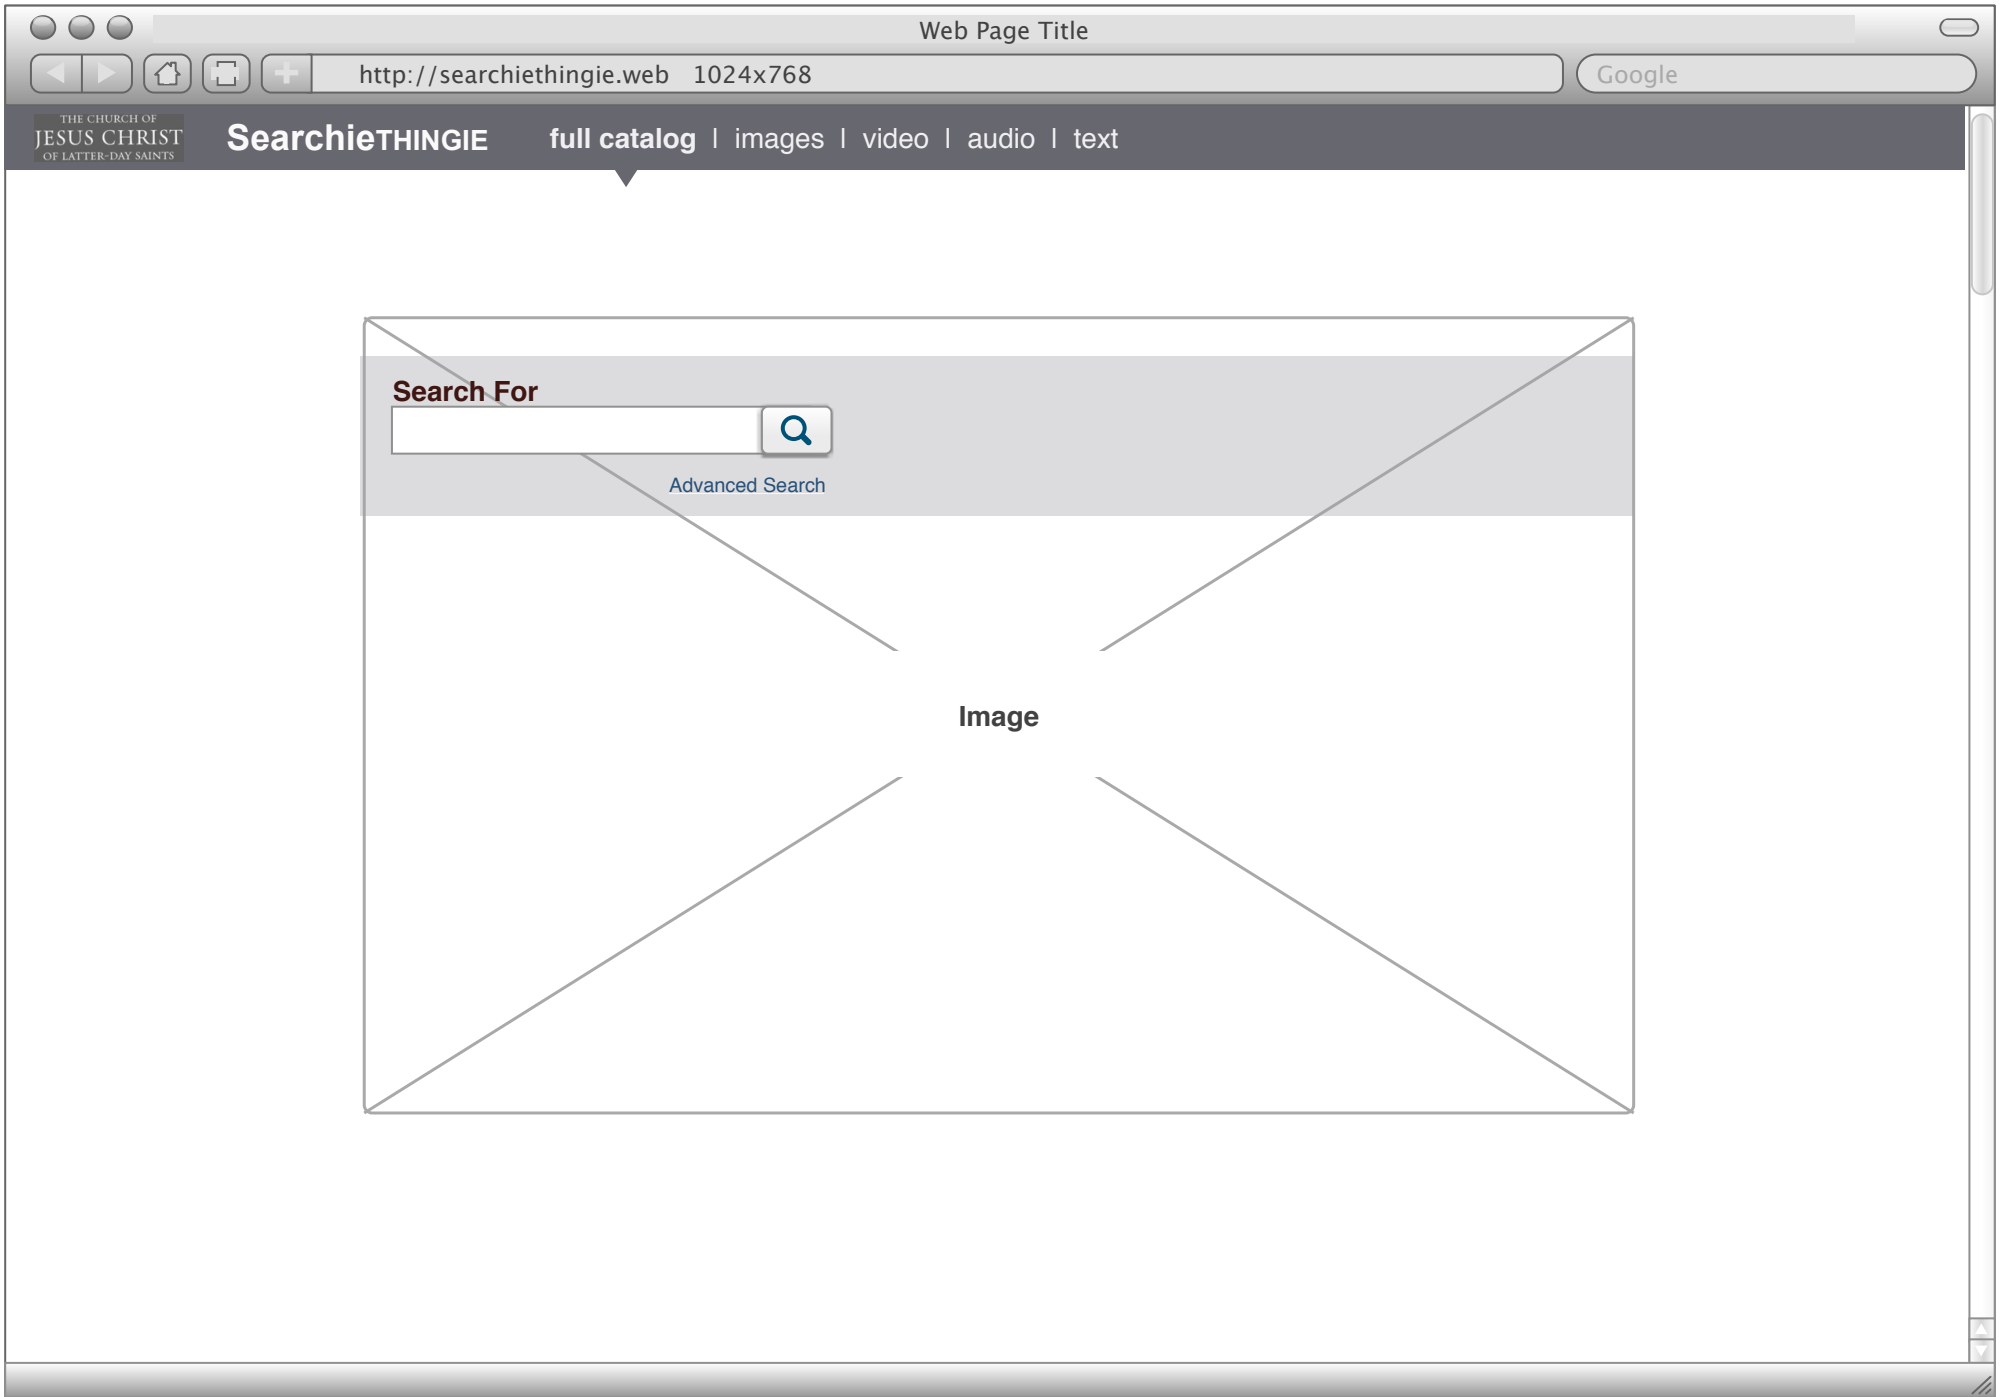 Web Page Title
http://searchiethingie.web 1024x768
Google
THE CHURCH OF
JESUS CHRIST
OF LATTER-DAY SAINTS
SearchieTHINGIE
full catalog | images | video | audio | text
Search For
Advanced Search
Image